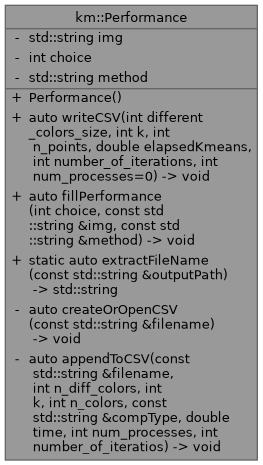 km::Performance
- std::string img
- int choice
- std::string method
+ Performance()
+ auto writeCSV(int different
_colors_size, int k, int
n_points, double elapsedKmeans,
int number_of_iterations, int
num_processes=0) -> void
+ auto fillPerformance
(int choice, const std
::string &img, const std
::string &method) -> void
+ static auto extractFileName
(const std::string &outputPath)
-> std::string
- auto createOrOpenCSV
(const std::string &filename)
-> void
- auto appendToCSV(const
std::string &filename,
int n_diff_colors, int
k, int n_colors, const
std::string &compType, double
time, int num_processes, int
number_of_iteratios) -> void